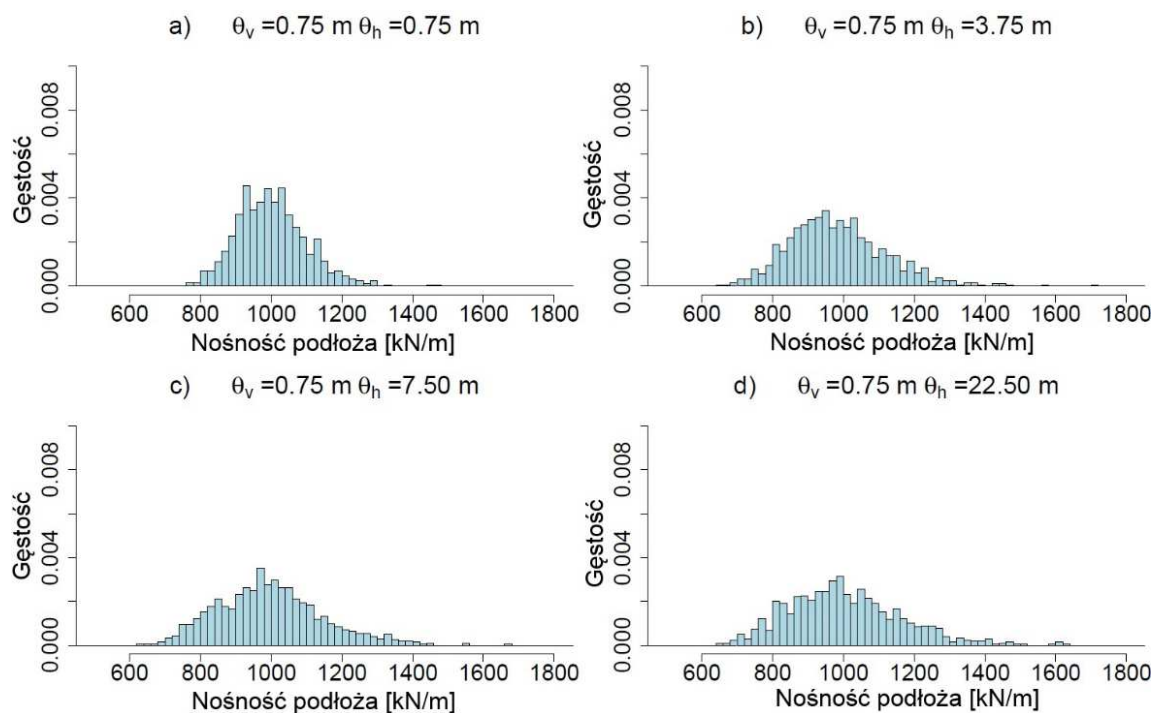 a) θv =0.75 m θh =0.75 m
b) θv =0.75 m θh =3.75 m
Gęstość
0.000 0.004 0.008
600 800 1000 1200 1400 1600 1800
Nośność podłoża [kN/m]
Gęstość
0.000 0.004 0.008
600 800 1000 1200 1400 1600 1800
Nośność podłoża [kN/m]
c) θv =0.75 m θh =7.50 m
d) θv =0.75 m θh =22.50 m
Gęstość
0.000 0.004 0.008
600 800 1000 1200 1400 1600 1800
Nośność podłoża [kN/m]
Gęstość
0.000 0.004 0.008
600 800 1000 1200 1400 1600 1800
Nośność podłoża [kN/m]